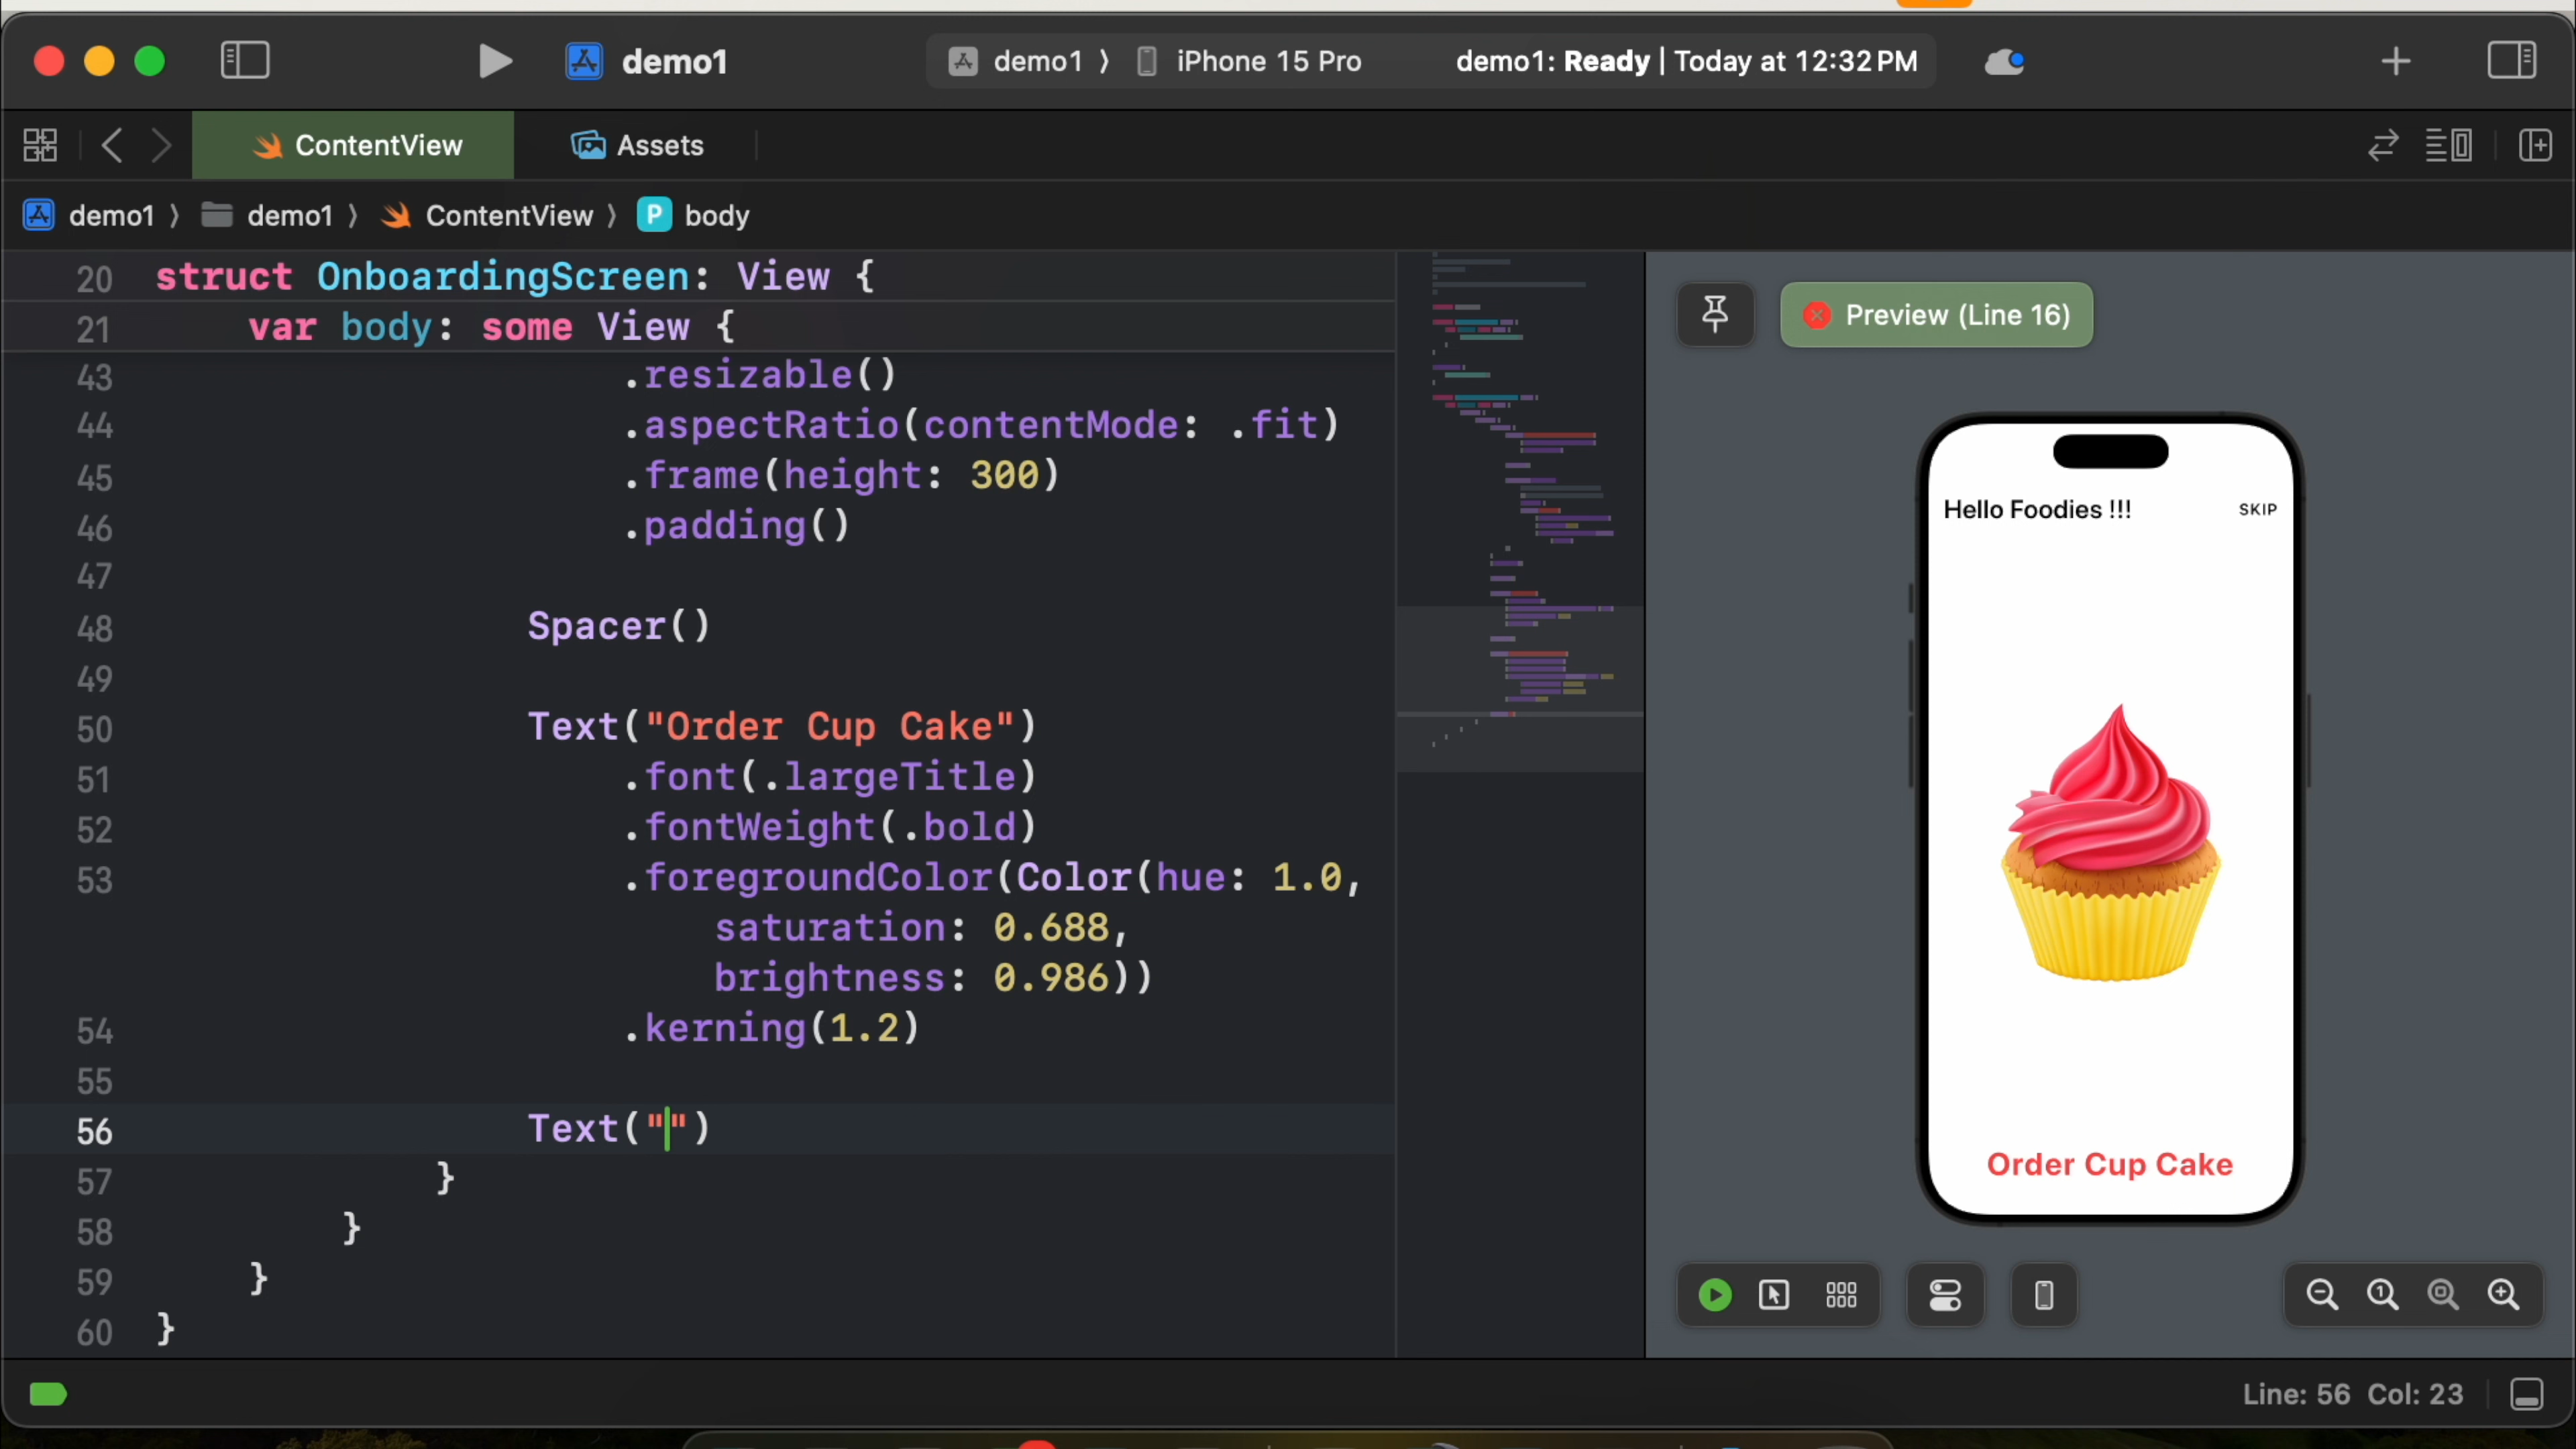 demo1
demo1 ⟩ iPhone 15 Pro
demo1: Ready | Today at 12:32 PM
ContentView
Assets
demo1 ⟩ demo1 ⟩ ContentView ⟩ P body
20 struct OnboardingScreen: View {
21 var body: some View {
43 .resizable()
44 .aspectRatio(contentMode: .fit)
45 .frame(height: 300)
46 .padding()
47
48 Spacer()
49
50 Text("Order Cup Cake")
51 .font(.largeTitle)
52 .fontWeight(.bold)
53 .foregroundColor(Color(hue: 1.0,
saturation: 0.688,
brightness: 0.986))
54 .kerning(1.2)
55
56 Text("")
57 }
58 }
59 }
60 }
Preview (Line 16)
Hello Foodies !!!
SKIP
Order Cup Cake
Line: 56 Col: 23